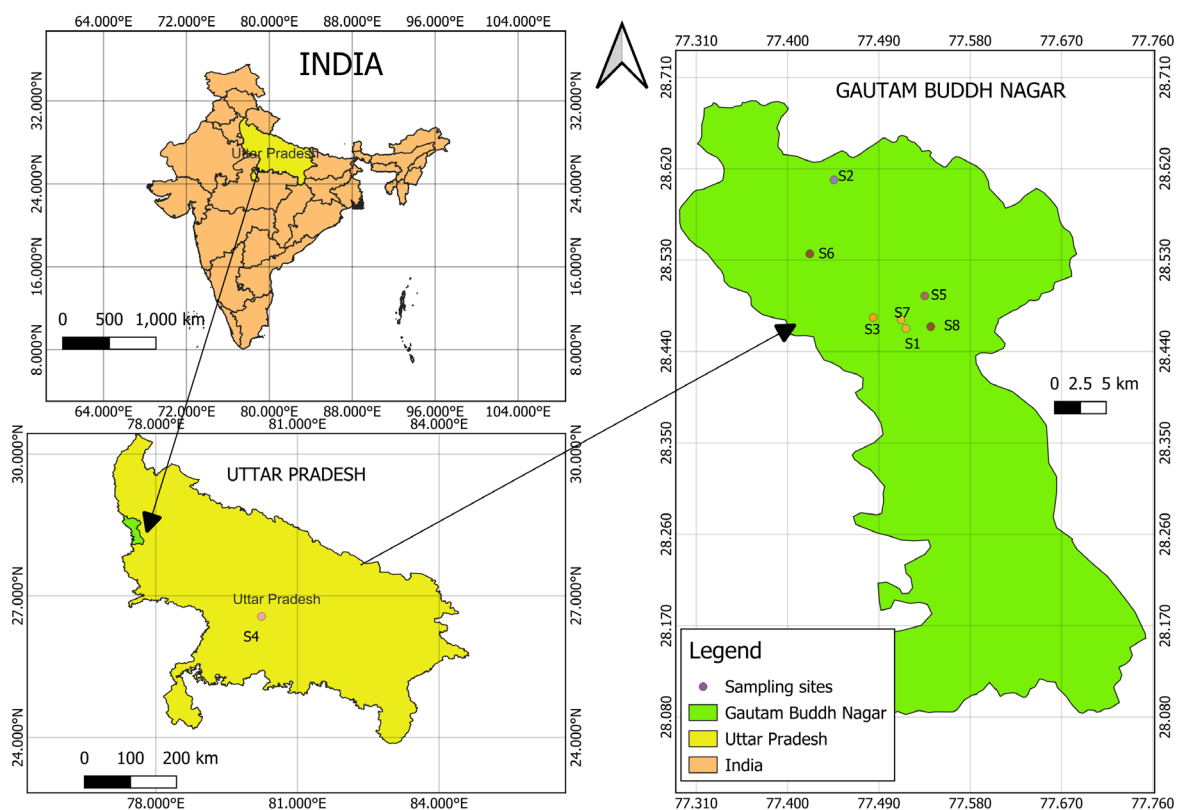 64.000°E 72.000°E 80.000°E 88.000°E 96.000°E 104.000°E
INDIA
32.000°N
24.000°N
16.000°N
8.000°N
32.000°N
24.000°N
16.000°N
8.000°N
Uttar Pradesh
0 500 1,000 km
64.000°E 72.000°E 80.000°E 88.000°E 96.000°E 104.000°E
78.000°E 81.000°E 84.000°E
UTTAR PRADESH
30.000°N
27.000°N
24.000°N
30.000°N
27.000°N
24.000°N
Uttar Pradesh
S4
0 100 200 km
78.000°E 81.000°E 84.000°E
77.310 77.400 77.490 77.580 77.670 77.760
GAUTAM BUDDH NAGAR
28.710
28.620
28.530
28.440
28.350
28.260
28.170
28.080
28.710
28.620
28.530
28.440
28.350
28.260
28.170
28.080
S2
S6
S5
S7
S3
S8
S1
0 2.5 5 km
Legend
Sampling sites
Gautam Buddh Nagar
Uttar Pradesh
India
77.310 77.400 77.490 77.580 77.670 77.760